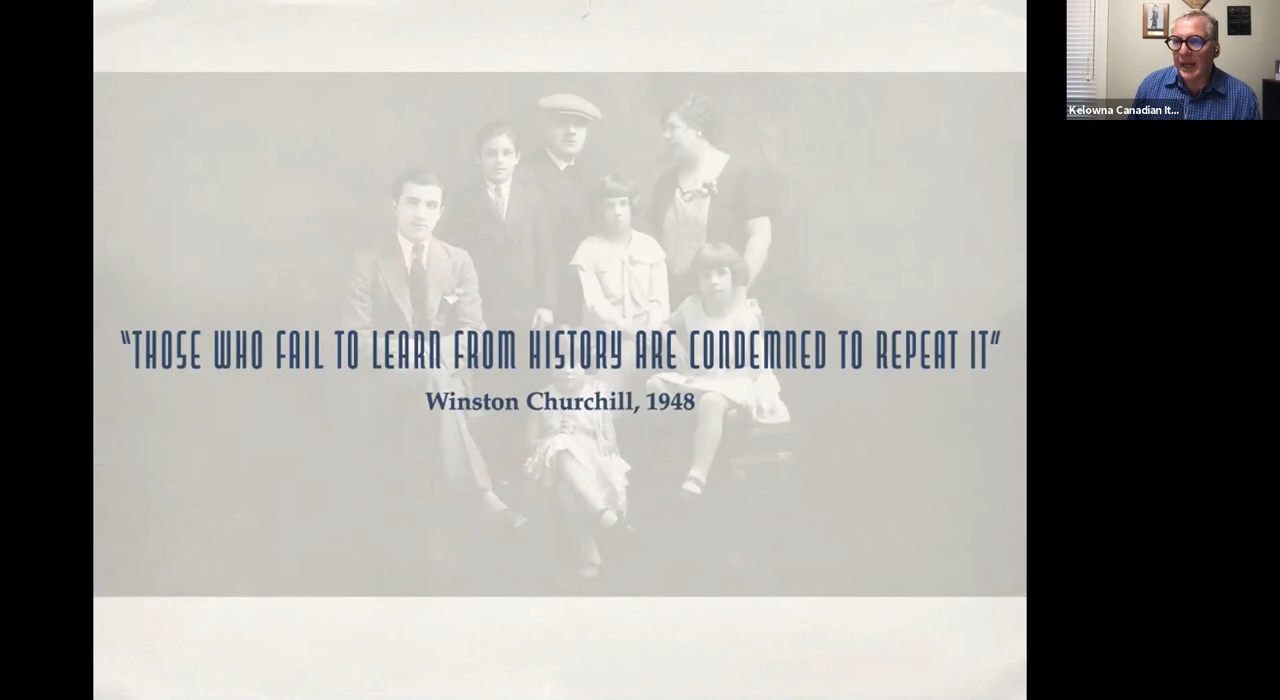 “THOSE WHO FAIL TO LEARN FROM HISTORY ARE CONDEMNED TO REPEAT IT”
Winston Churchill, 1948
Kelowna Canadian It...